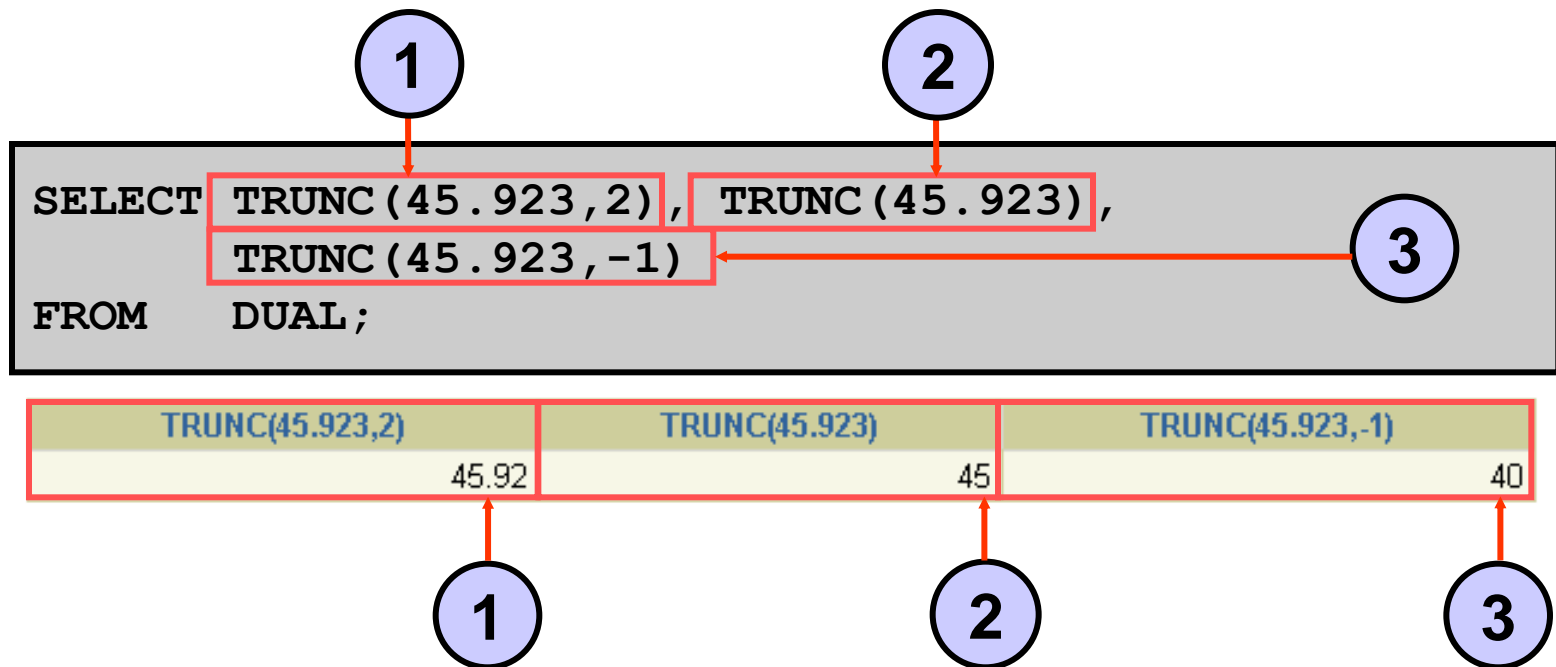 1 2
SELECT TRUNC(45.923,2), TRUNC(45.923),
TRUNC(45.923,-1) 3
FROM DUAL;
TRUNC(45.923,2) TRUNC(45.923) TRUNC(45.923,-1)
45.92 45 40
1 2 3